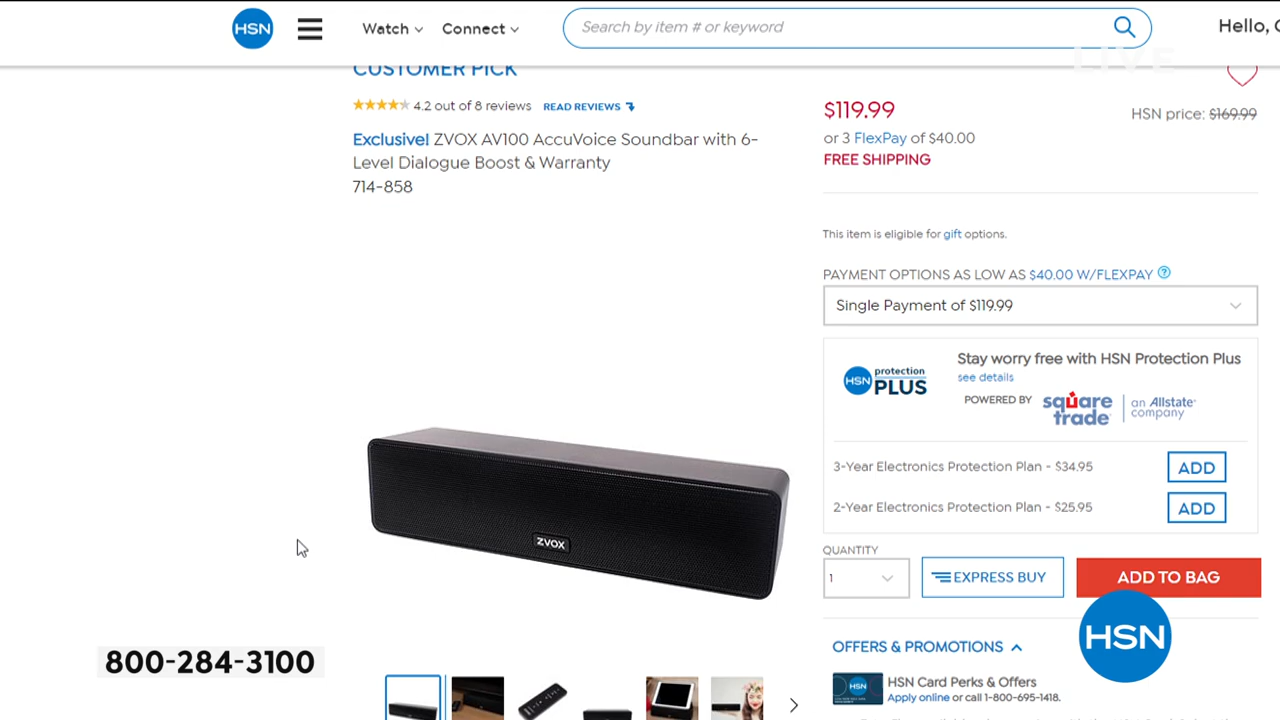 HSN
Watch
Connect
Search by item # or keyword
Hello,
LIVE
CUSTOMER PICK
4.2 out of 8 reviews READ REVIEWS
Exclusive! ZVOX AV100 AccuVoice Soundbar with 6-
Level Dialogue Boost & Warranty
714-858
$119.99
HSN price: $169.99
or 3 FlexPay of $40.00
FREE SHIPPING
This item is eligible for gift options.
PAYMENT OPTIONS AS LOW AS $40.00 W/FLEXPAY ?
Single Payment of $119.99
HSN protection PLUS
Stay worry free with HSN Protection Plus
see details
POWERED BY square trade | an Allstate company
3-Year Electronics Protection Plan - $34.95 ADD
2-Year Electronics Protection Plan - $25.95 ADD
QUANTITY
1
EXPRESS BUY
ADD TO BAG
ZVOX
HSN
OFFERS & PROMOTIONS
HSN
HSN Card Perks & Offers
Apply online or call 1-800-695-1418.
800-284-3100